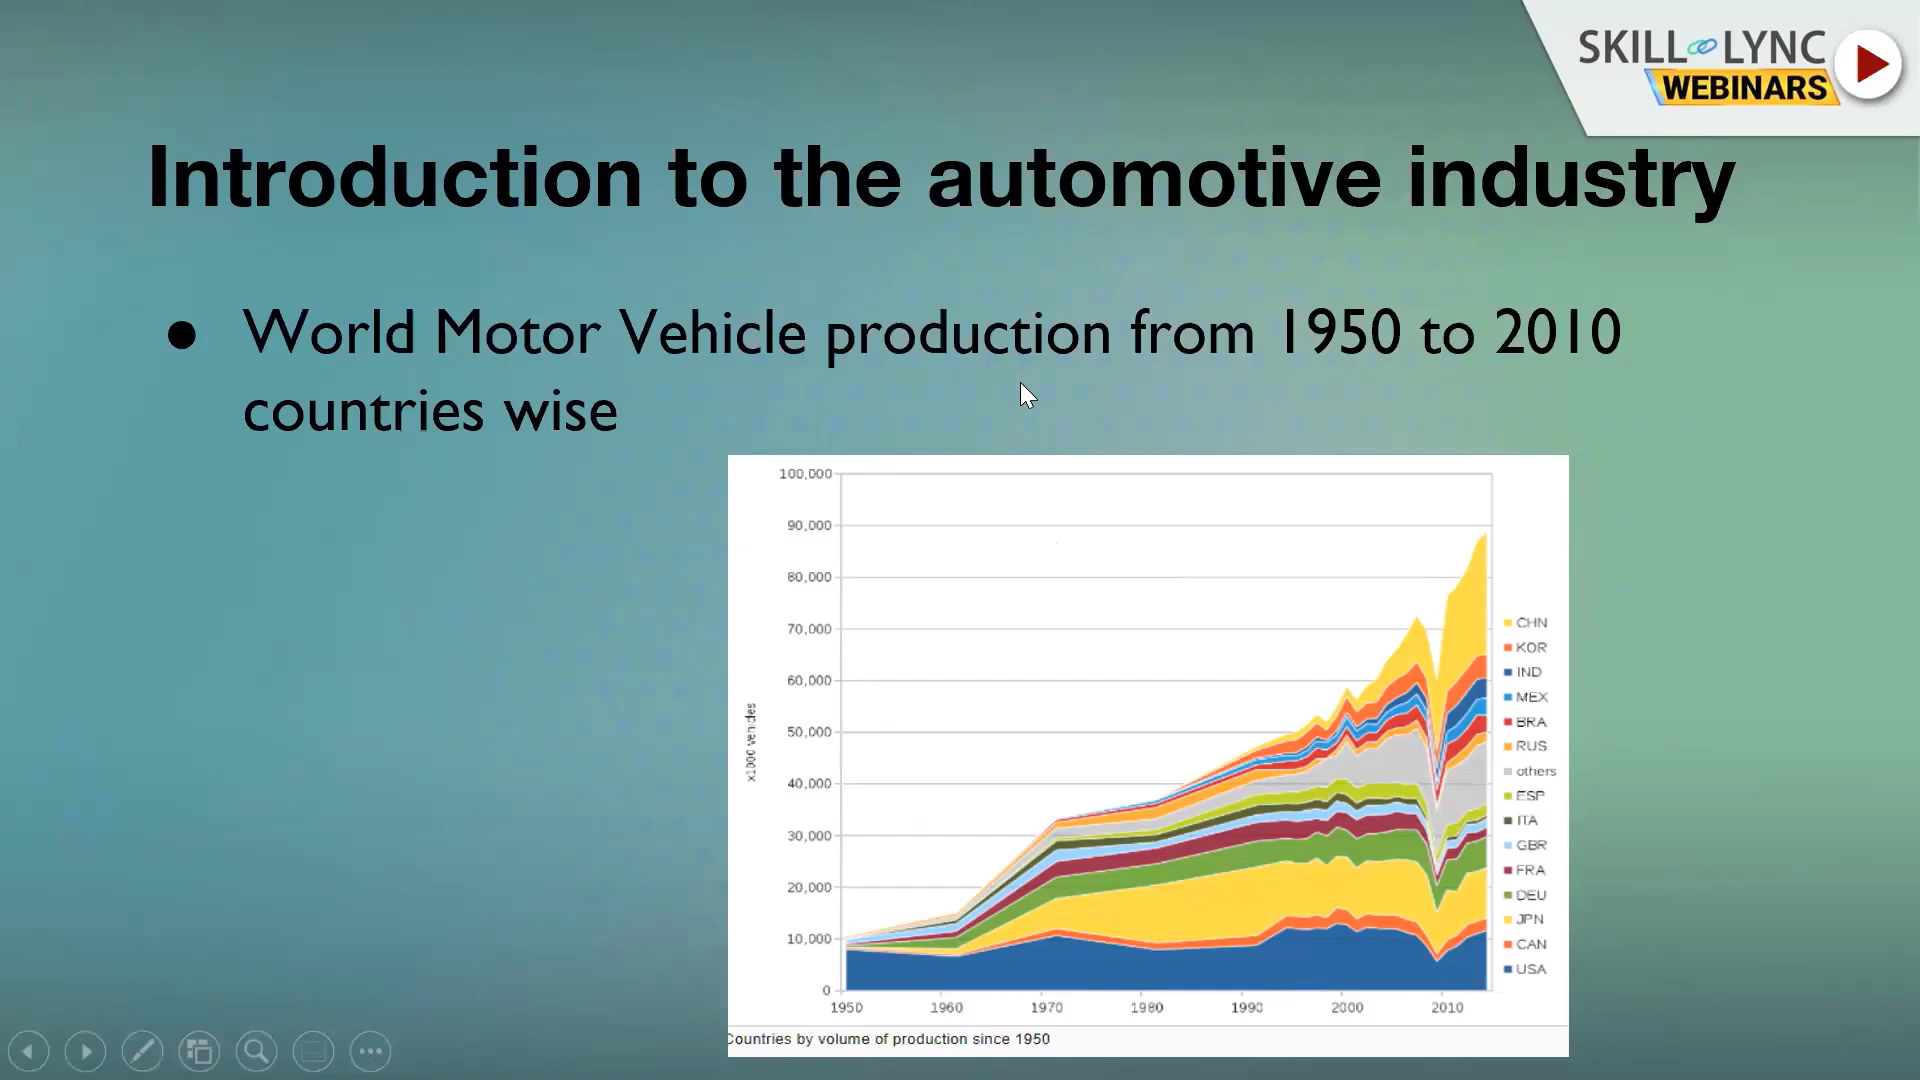 SKILL LYNC
WEBINARS
Introduction to the automotive industry
● World Motor Vehicle production from 1950 to 2010
countries wise
100,000
90,000
80,000
70,000
60,000
50,000
40,000
30,000
20,000
10,000
0
x1000 vehicles
1950 1960 1970 1980 1990 2000 2010
CHN
KOR
IND
MEX
BRA
RUS
others
ESP
ITA
GBR
FRA
DEU
JPN
CAN
USA
Countries by volume of production since 1950